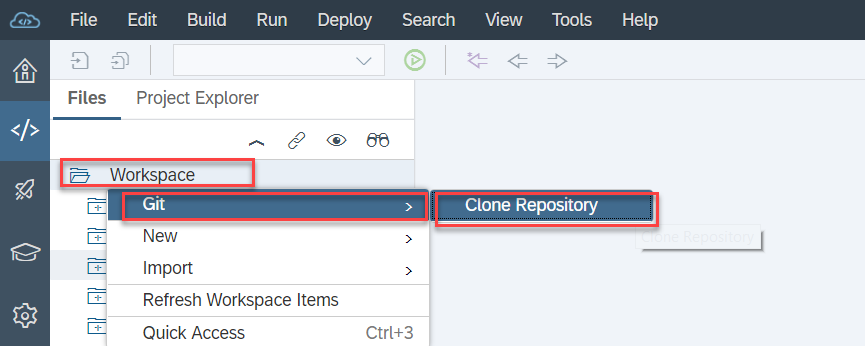 File Edit Build Run Deploy Search View Tools Help
Files Project Explorer
Workspace
Git > Clone Repository
New >
Clone Repository
Import >
Refresh Workspace Items
Quick Access Ctrl+3